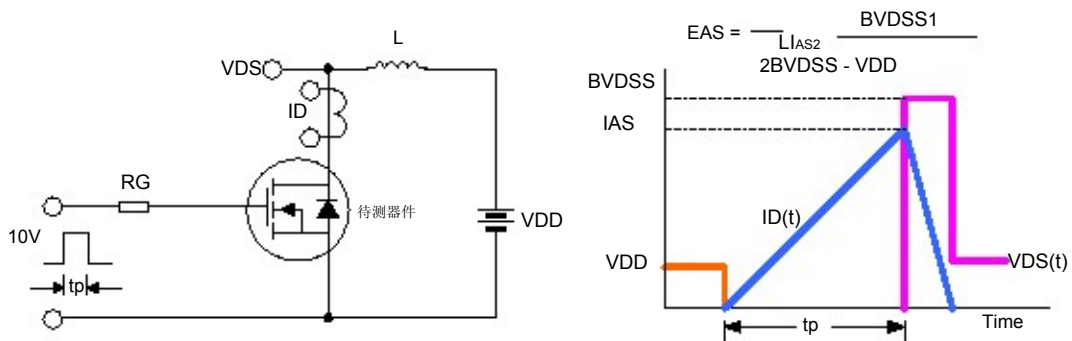 L
VDS
ID
RG
待测器件
VDD
10V
tp
BVDSS1
EAS = LIAS2
2BVDSS - VDD
BVDSS
IAS
ID(t)
VDD
VDS(t)
tp
Time